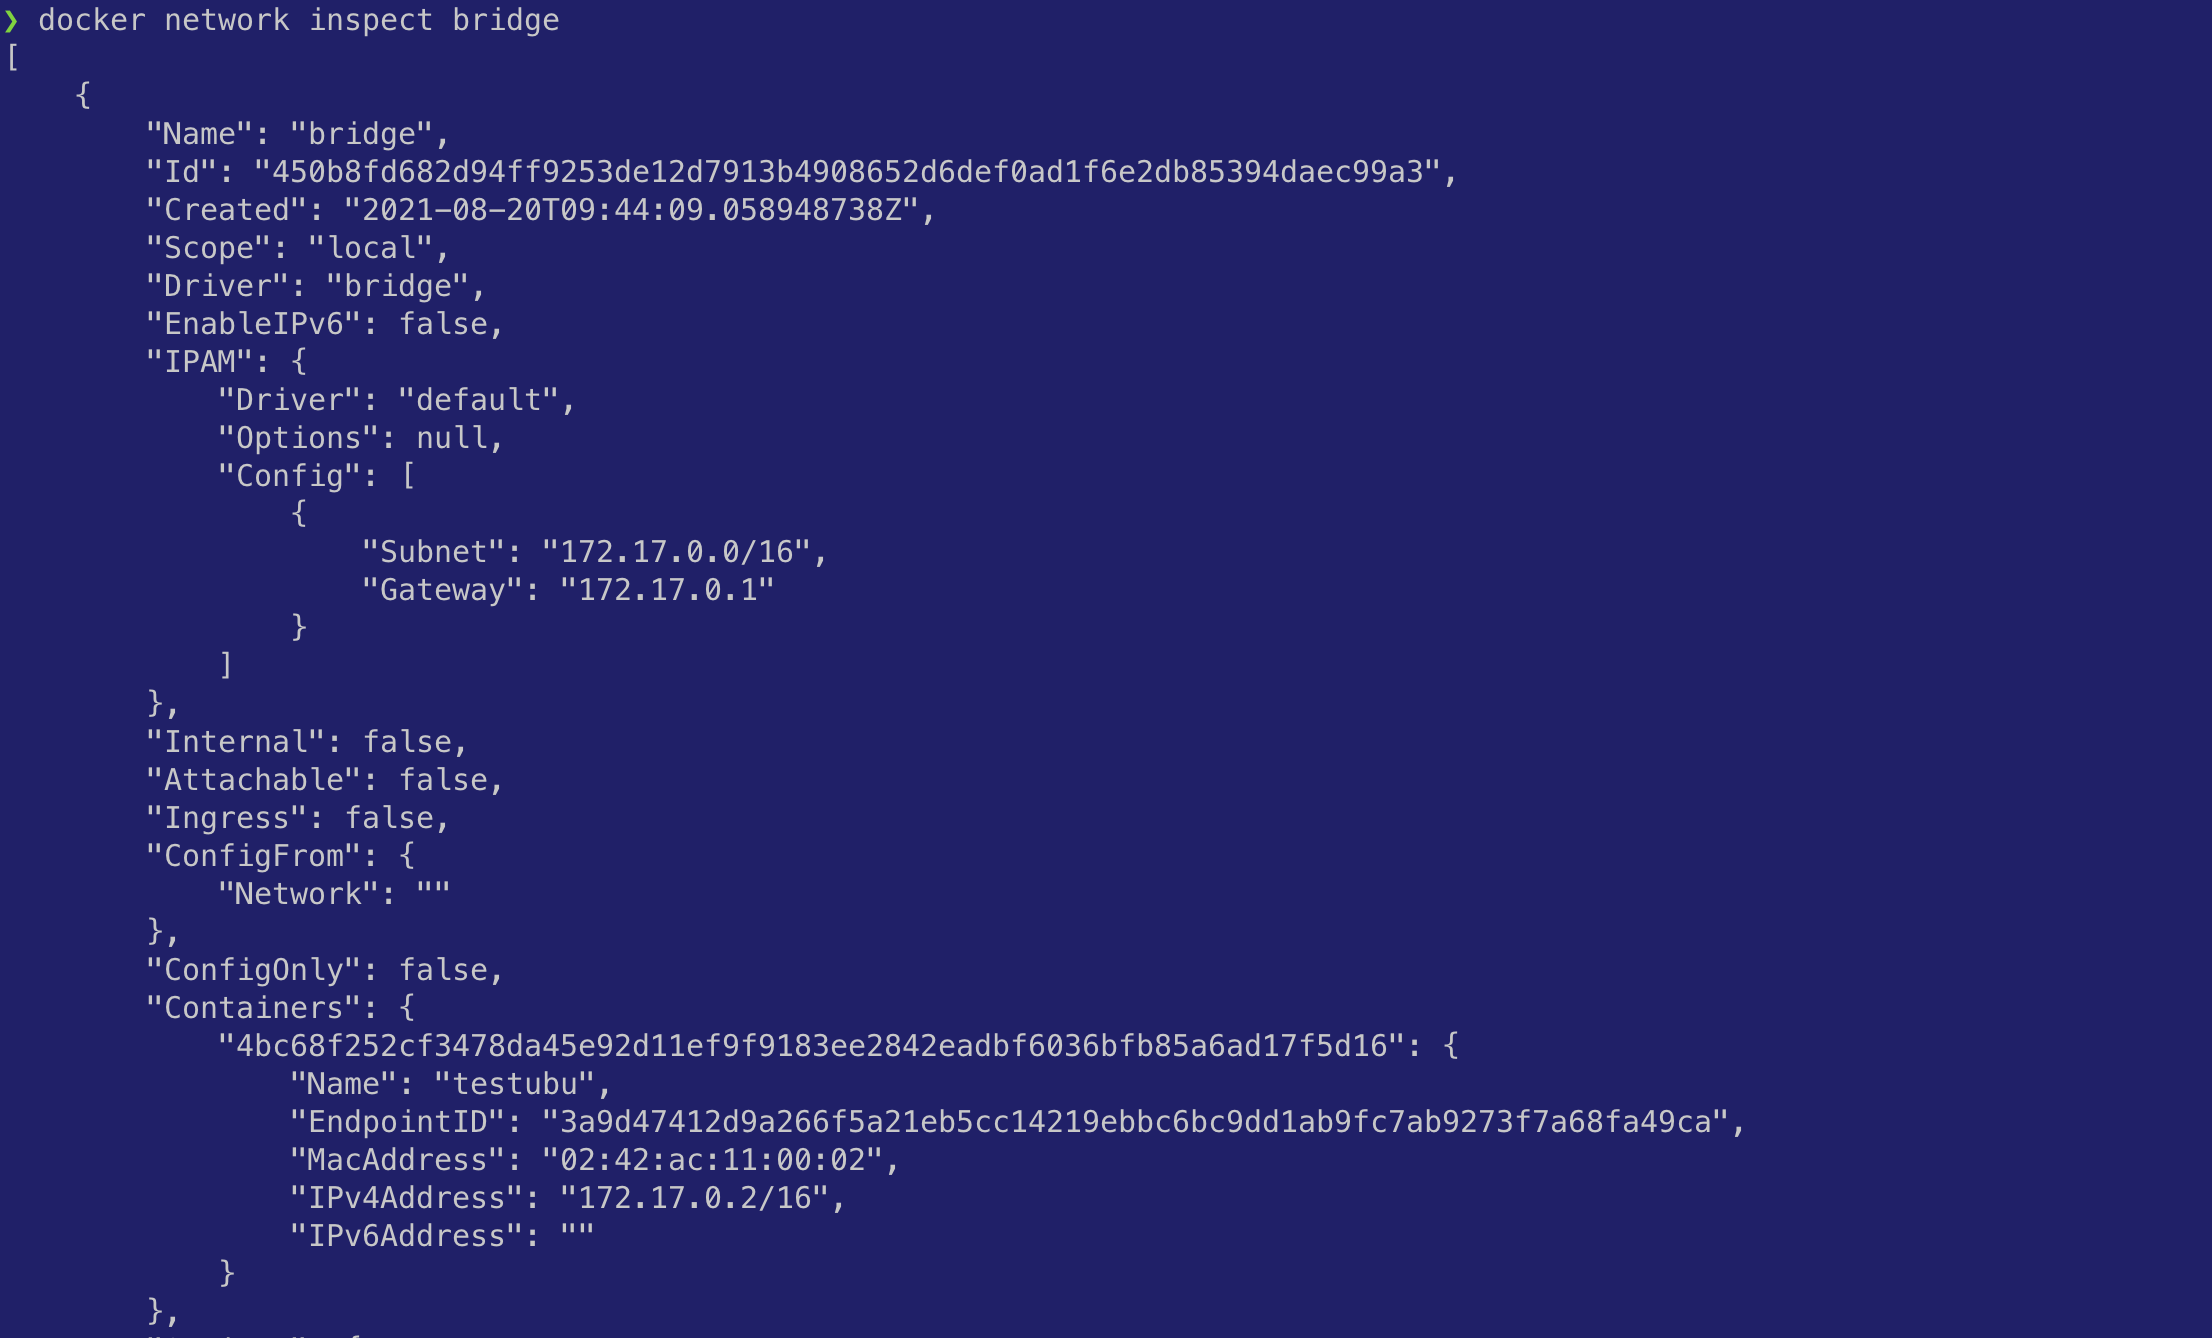 ❯ docker network inspect bridge
[
    {
        "Name": "bridge",
        "Id": "450b8fd682d94ff9253de12d7913b4908652d6def0ad1f6e2db85394daec99a3",
        "Created": "2021-08-20T09:44:09.058948738Z",
        "Scope": "local",
        "Driver": "bridge",
        "EnableIPv6": false,
        "IPAM": {
            "Driver": "default",
            "Options": null,
            "Config": [
                {
                    "Subnet": "172.17.0.0/16",
                    "Gateway": "172.17.0.1"
                }
            ]
        },
        "Internal": false,
        "Attachable": false,
        "Ingress": false,
        "ConfigFrom": {
            "Network": ""
        },
        "ConfigOnly": false,
        "Containers": {
            "4bc68f252cf3478da45e92d11ef9f9183ee2842eadbf6036bfb85a6ad17f5d16": {
                "Name": "testubu",
                "EndpointID": "3a9d47412d9a266f5a21eb5cc14219ebbc6bc9dd1ab9fc7ab9273f7a68fa49ca",
                "MacAddress": "02:42:ac:11:00:02",
                "IPv4Address": "172.17.0.2/16",
                "IPv6Address": ""
            }
        },